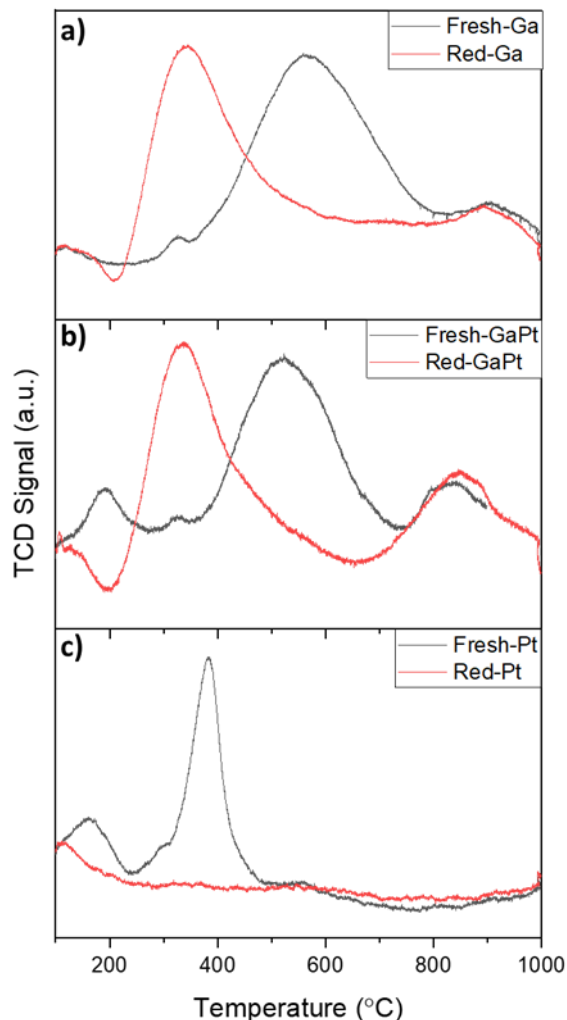 a)
Fresh-Ga
Red-Ga
b)
Fresh-GaPt
Red-GaPt
TCD Signal (a.u.)
c)
Fresh-Pt
Red-Pt
200 400 600 800 1000
Temperature (°C)